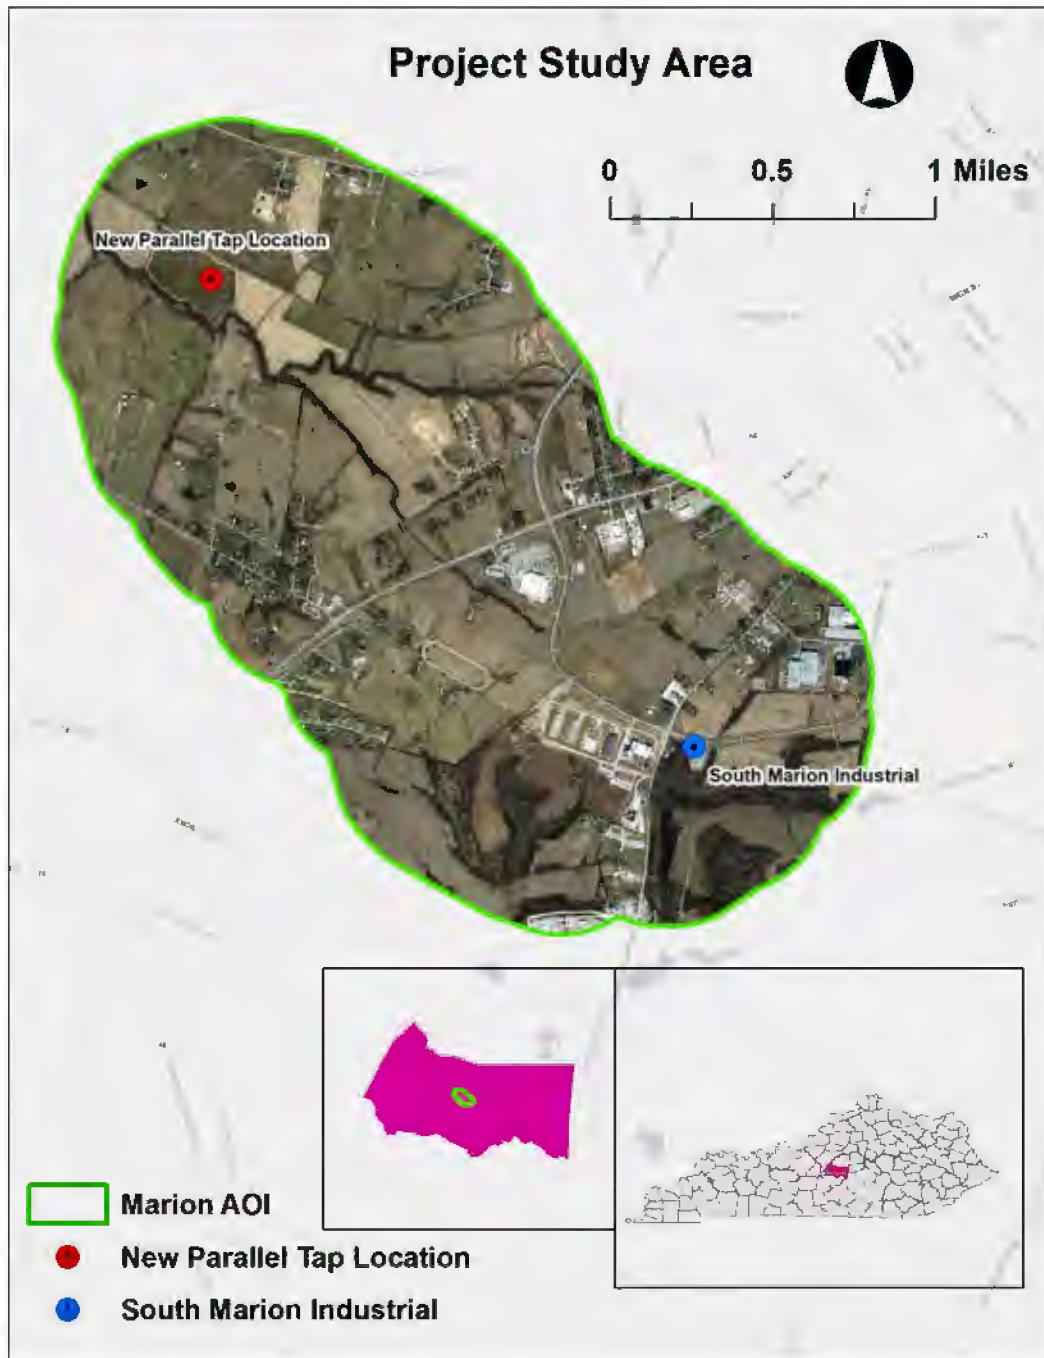 Project Study Area
0 0.5 1 Miles
New Parallel Tap Location
South Marion Industrial
Marion AOI
New Parallel Tap Location
South Marion Industrial